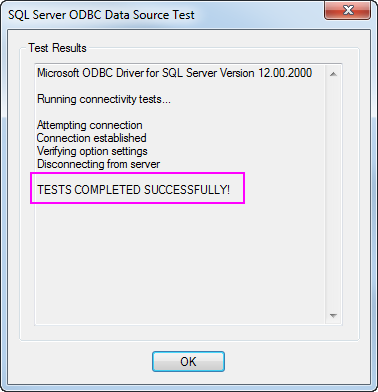 SQL Server ODBC Data Source Test
Test Results
Microsoft ODBC Driver for SQL Server Version 12.00.2000
Running connectivity tests...
Attempting connection
Connection established
Verifying option settings
Disconnecting from server
TESTS COMPLETED SUCCESSFULLY!
OK